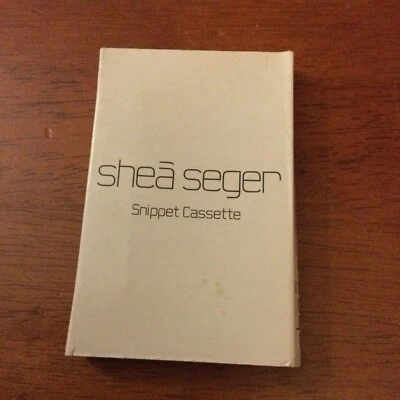 sheā seger
Snippet Cassette